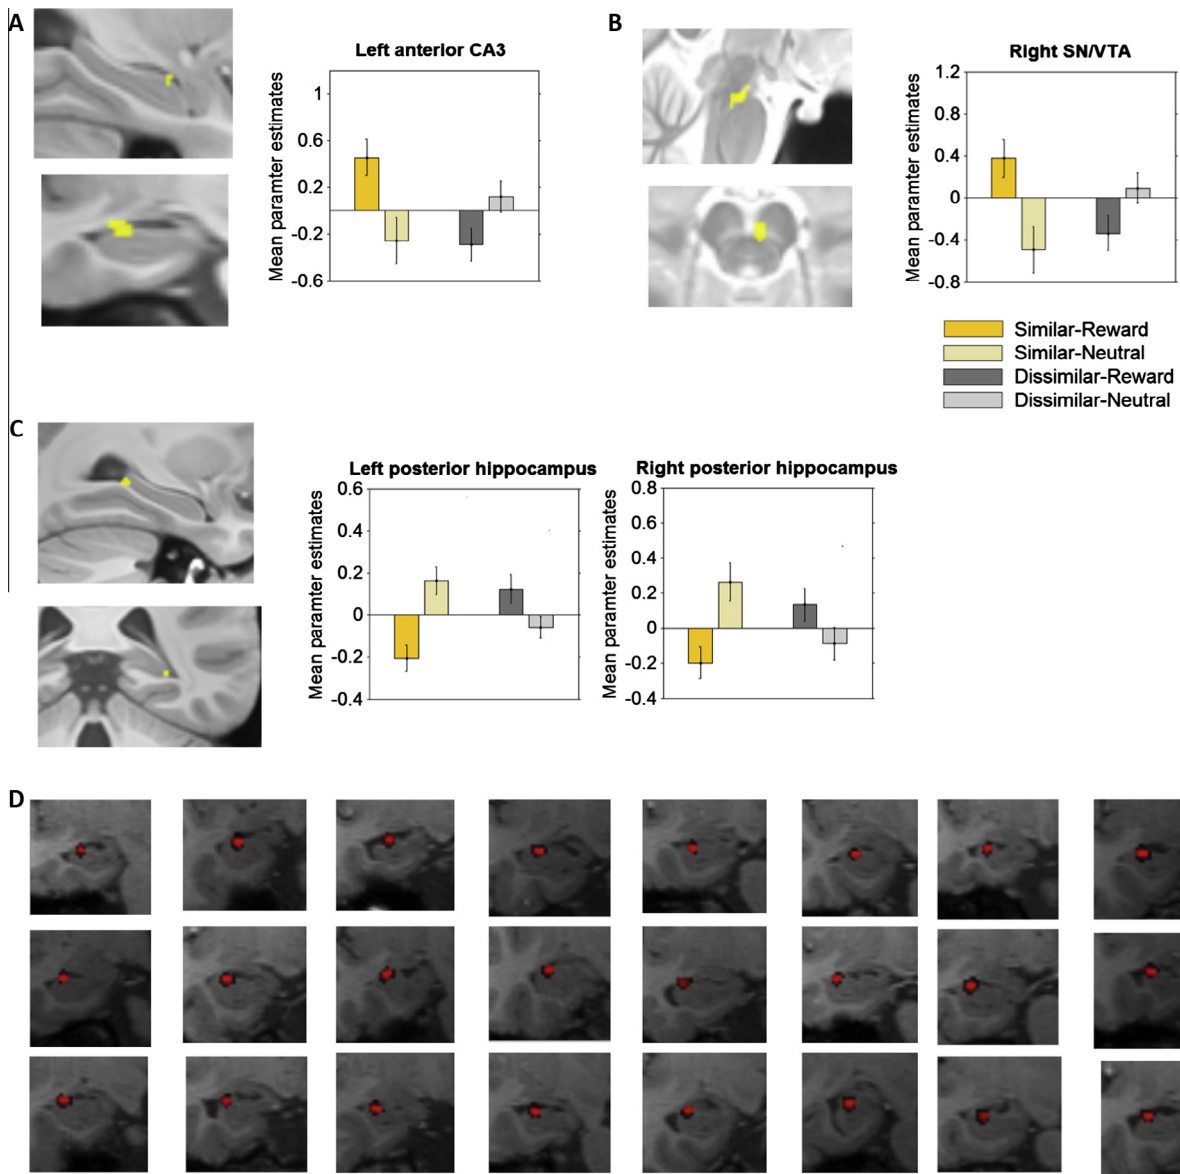 A
Left anterior CA3
Mean paramter estimates
1
0.6
0.2
-0.2
-0.6
B
Right SN/VTA
Mean paramter estimates
1.2
0.8
0.4
0
-0.4
-0.8
Similar-Reward
Similar-Neutral
Dissimilar-Reward
Dissimilar-Neutral
C
Left posterior hippocampus
Mean paramter estimates
0.6
0.4
0.2
0
-0.2
-0.4
Right posterior hippocampus
Mean paramter estimates
0.8
0.6
0.4
0.2
0
-0.2
-0.4
D